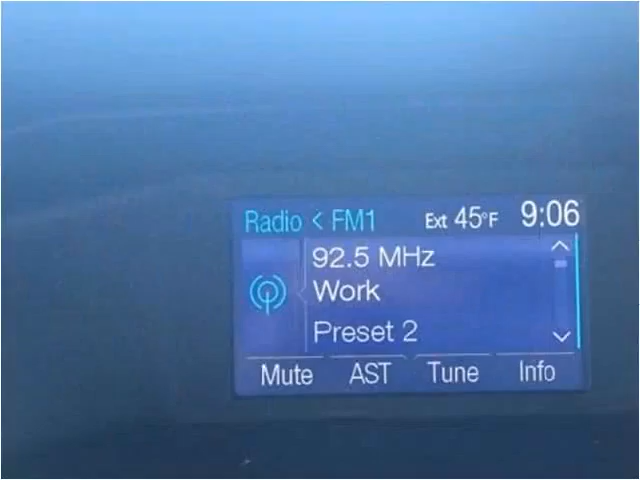 Radio < FM1 Ext 45°F 9:06
92.5 MHz
Work
Preset 2
Mute AST Tune Info